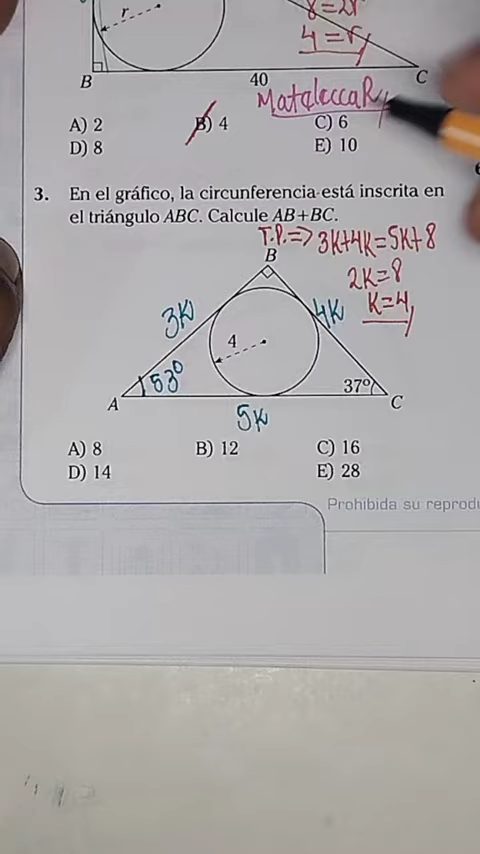 r
8=2r
4=r
B
40
C
MataleccaR
A) 2
B) 4
C) 6
D) 8
E) 10
3. En el gráfico, la circunferencia está inscrita en
el triángulo ABC. Calcule AB+BC.
T.P.=> 3K+4K=5K+8
2K=8
K=4
B
3K
4K
4
53°
37°
A
C
5K
A) 8
B) 12
C) 16
D) 14
E) 28
Prohibida su reprodu